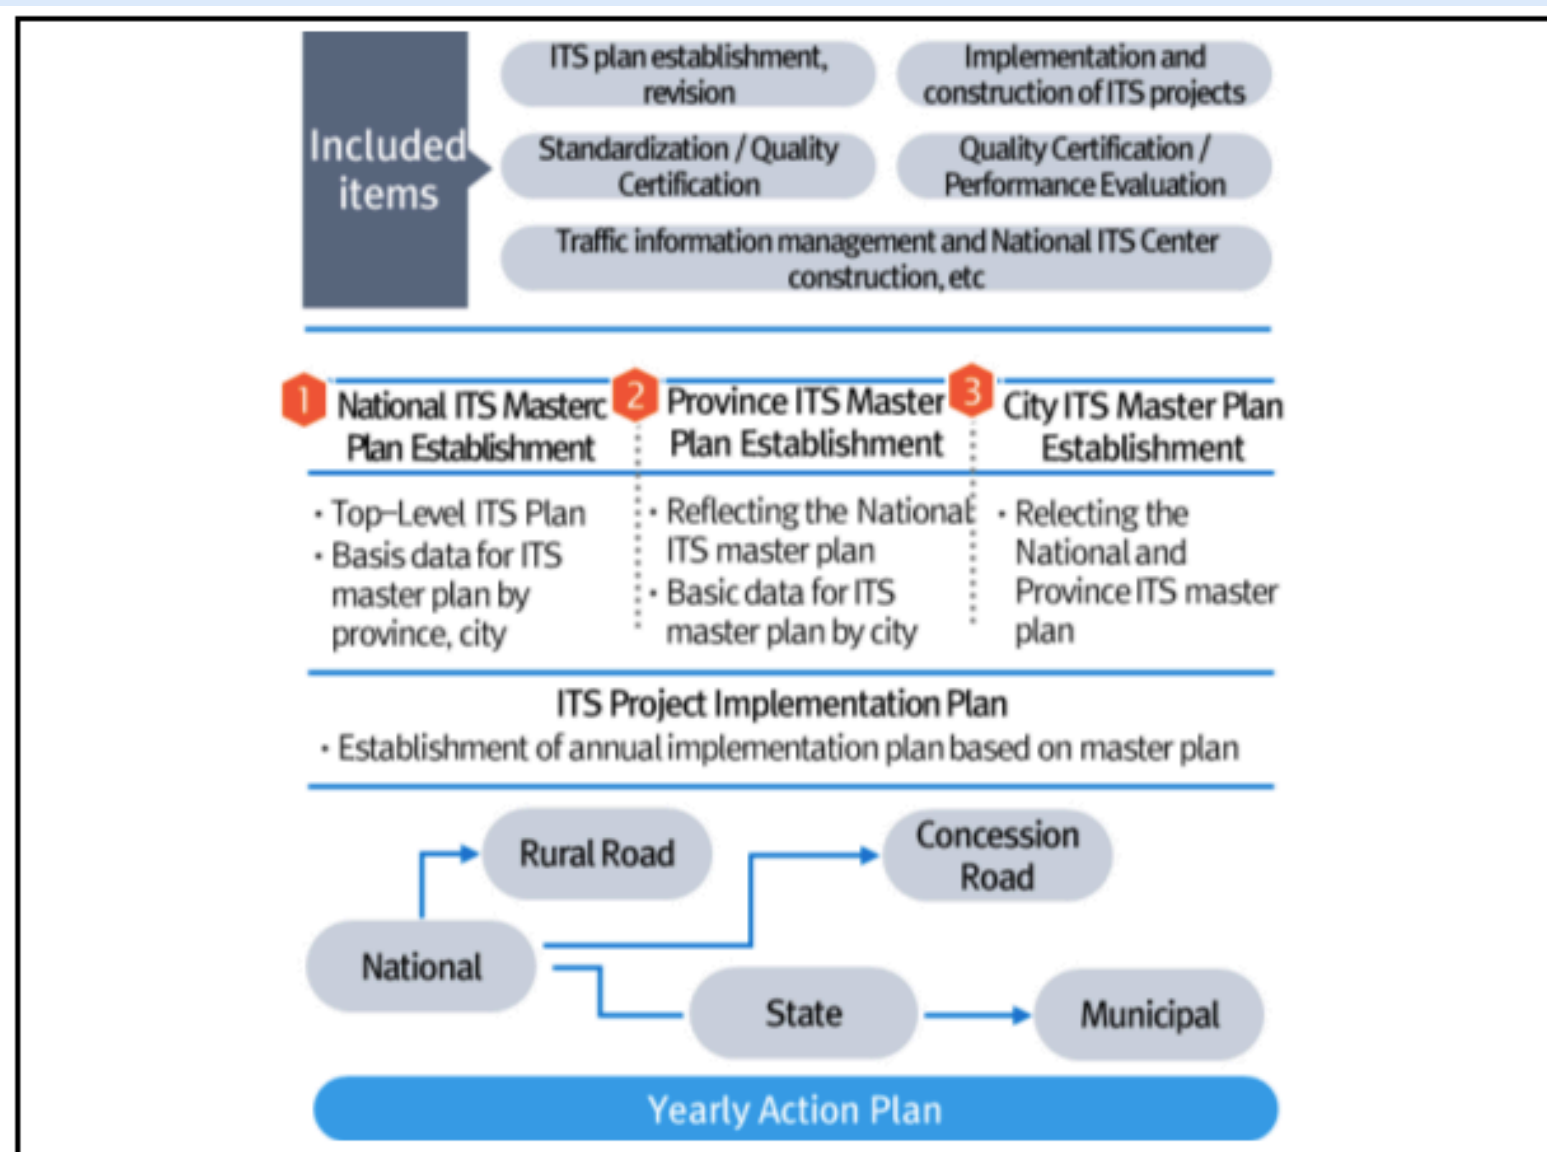 Included
items
ITS plan establishment,
revision
Implementation and
construction of ITS projects
Standardization / Quality
Certification
Quality Certification /
Performance Evaluation
Traffic information management and National ITS Center
construction, etc
1
National ITS Masterc
Plan Establishment
2
Province ITS Master
Plan Establishment
3
City ITS Master Plan
Establishment
· Top-Level ITS Plan
· Basis data for ITS
master plan by
province, city
· Reflecting the National
ITS master plan
· Basic data for ITS
master plan by city
· Relecting the
National and
Province ITS master
plan
ITS Project Implementation Plan
· Establishment of annual implementation plan based on master plan
Rural Road
Concession
Road
National
State
Municipal
Yearly Action Plan